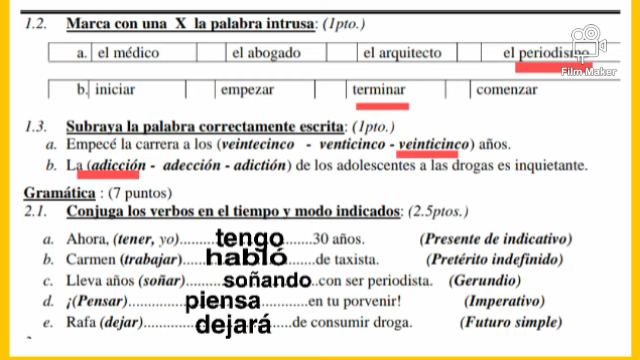 1.2. Marca con una X la palabra intrusa: (1pto.)
a. el médico el abogado el arquitecto el periodismo
Film Maker
b. iniciar empezar terminar comenzar
1.3. Subraya la palabra correctamente escrita: (1pto.)
a. Empecé la carrera a los (veintecinco - venticinco - veinticinco) años.
b. La (adicción - adección - adictión) de los adolescentes a las drogas es inquietante.
Gramática : (7 puntos)
2.1. Conjuga los verbos en el tiempo y modo indicados: (2.5ptos.)
a. Ahora, (tener, yo).........tengo.......30 años. (Presente de indicativo)
b. Carmen (trabajar).......habló......de taxista. (Pretérito indefinido)
c. Lleva años (soñar).........soñando..con ser periodista. (Gerundio)
d. ¡(Pensar)..............piensa............en tu porvenir! (Imperativo)
e. Rafa (dejar).............dejará.....de consumir droga. (Futuro simple)